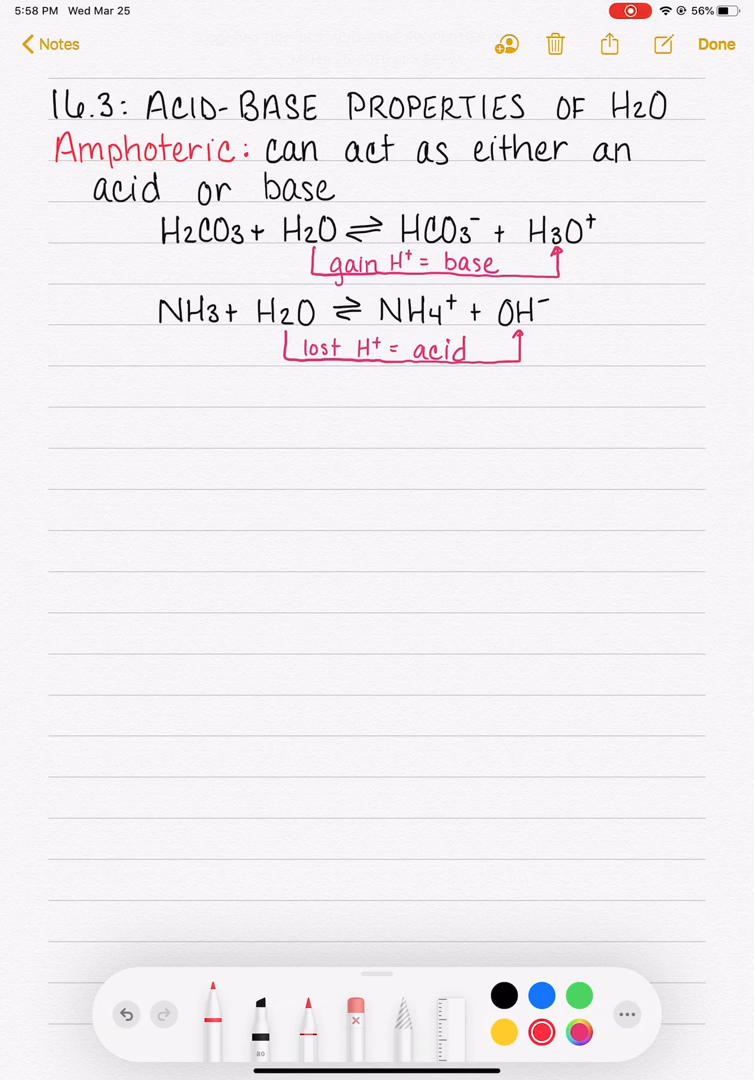 5:58 PM Wed Mar 25 56%
Notes Done
16.3: ACID-BASE PROPERTIES OF H2O
Amphoteric: can act as either an
acid or base
H2CO3 + H2O ⇌ HCO3⁻ + H3O⁺
gain H⁺ = base
NH3 + H2O ⇌ NH4⁺ + OH⁻
lost H⁺ = acid
80